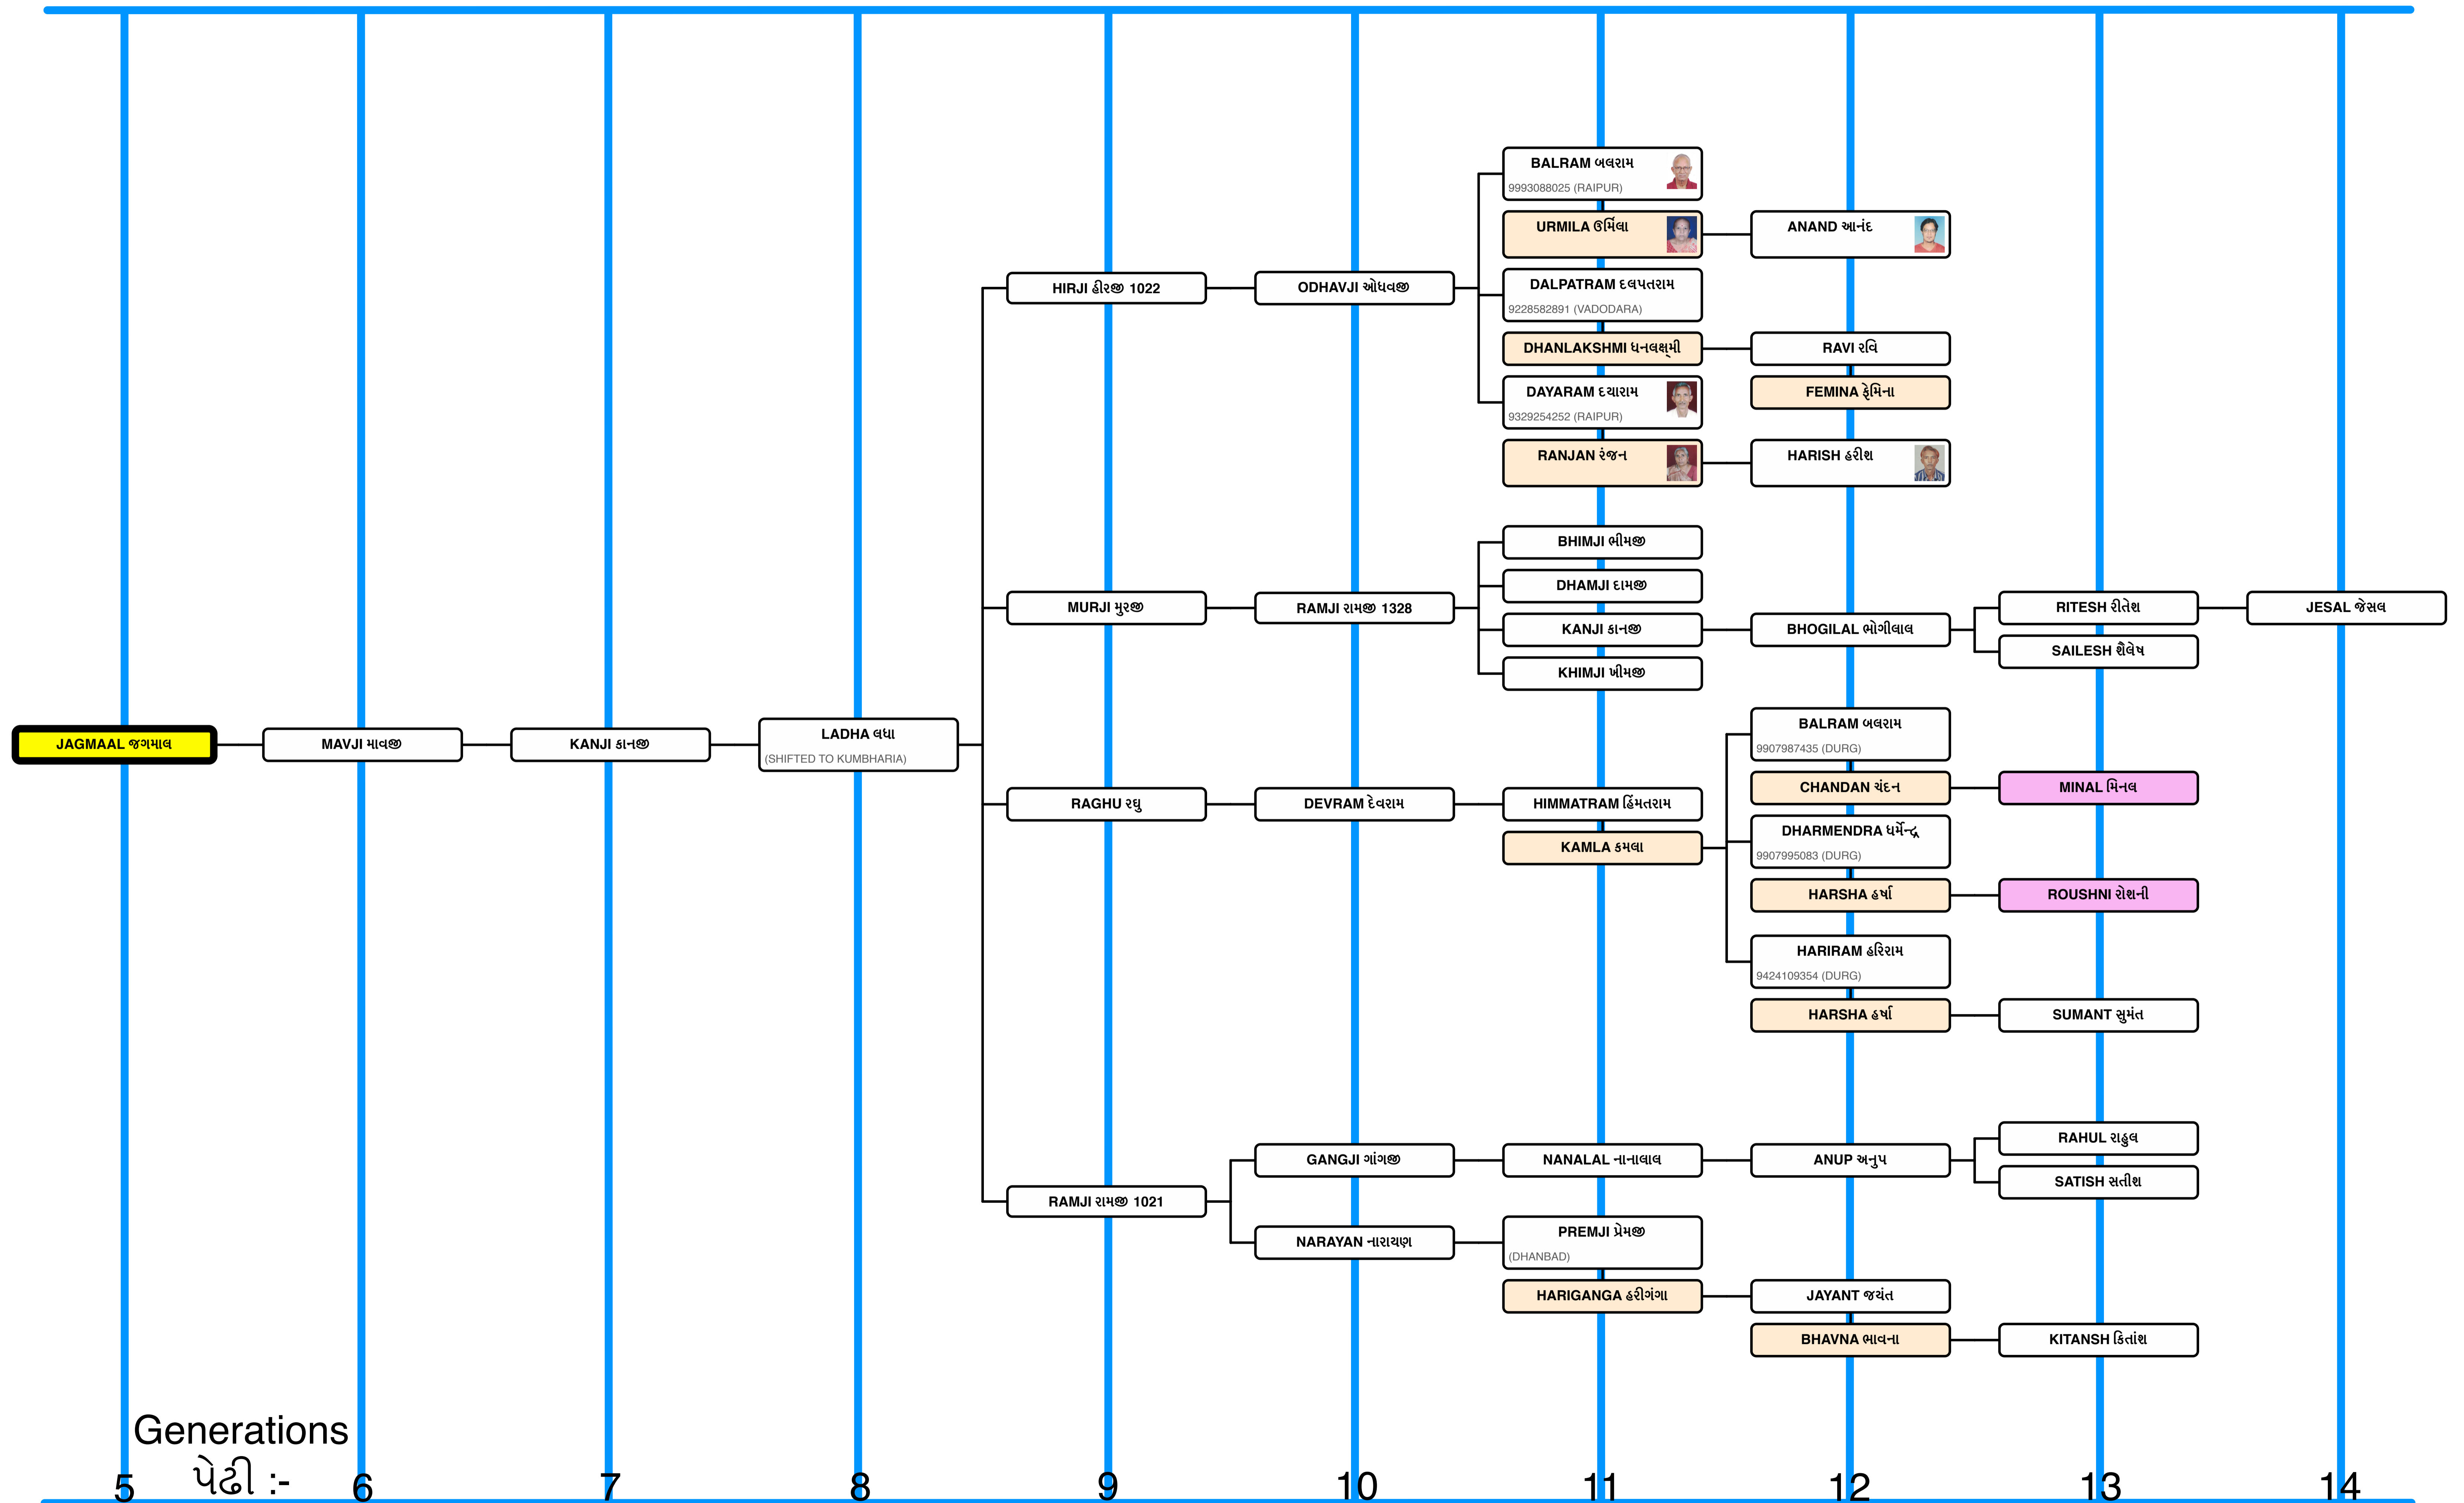 BALRAM બલરામ
9993088025 (RAIPUR)
URMILA ઉર્મિલા
ANAND આનંદ
HIRJI હીરજી 1022
ODHAVJI ઓધવજી
DALPATRAM દલપતરામ
9228582891 (VADODARA)
DHANLAKSHMI ધનલક્ષ્મી
RAVI રવિ
DAYARAM દયારામ
9329254252 (RAIPUR)
FEMINA ફેમિના
RANJAN રંજન
HARISH હરીશ
BHIMJI ભીમજી
DHAMJI દામજી
MURJI મુરજી
RAMJI રામજી 1328
KANJI કાનજી
BHOGILAL ભોગીલાલ
RITESH રીતેશ
JESAL જેસલ
SAILESH શૈલેષ
KHIMJI ખીમજી
JAGMAAL જગમાલ
MAVJI માવજી
KANJI કાનજી
LADHA લધા
(SHIFTED TO KUMBHARIA)
BALRAM બલરામ
9907987435 (DURG)
CHANDAN ચંદન
MINAL મિનલ
RAGHU રઘુ
DEVRAM દેવરામ
HIMMATRAM હિંમતરામ
KAMLA કમલા
DHARMENDRA ધર્મેન્દ્ર
9907995083 (DURG)
HARSHA હર્ષા
ROUSHNI રોશની
HARIRAM હરિરામ
9424109354 (DURG)
HARSHA હર્ષા
SUMANT સુમંત
RAMJI રામજી 1021
GANGJI ગાંગજી
NANALAL નાનાલાલ
ANUP અનુપ
RAHUL રાહુલ
SATISH સતીશ
NARAYAN નારાયણ
PREMJI પ્રેમજી
(DHANBAD)
HARIGANGA હરીગંગા
JAYANT જયંત
BHAVNA ભાવના
KITANSH કિતાંશ
Generations
પેઢી :-
5 6 7 8 9 10 11 12 13 14